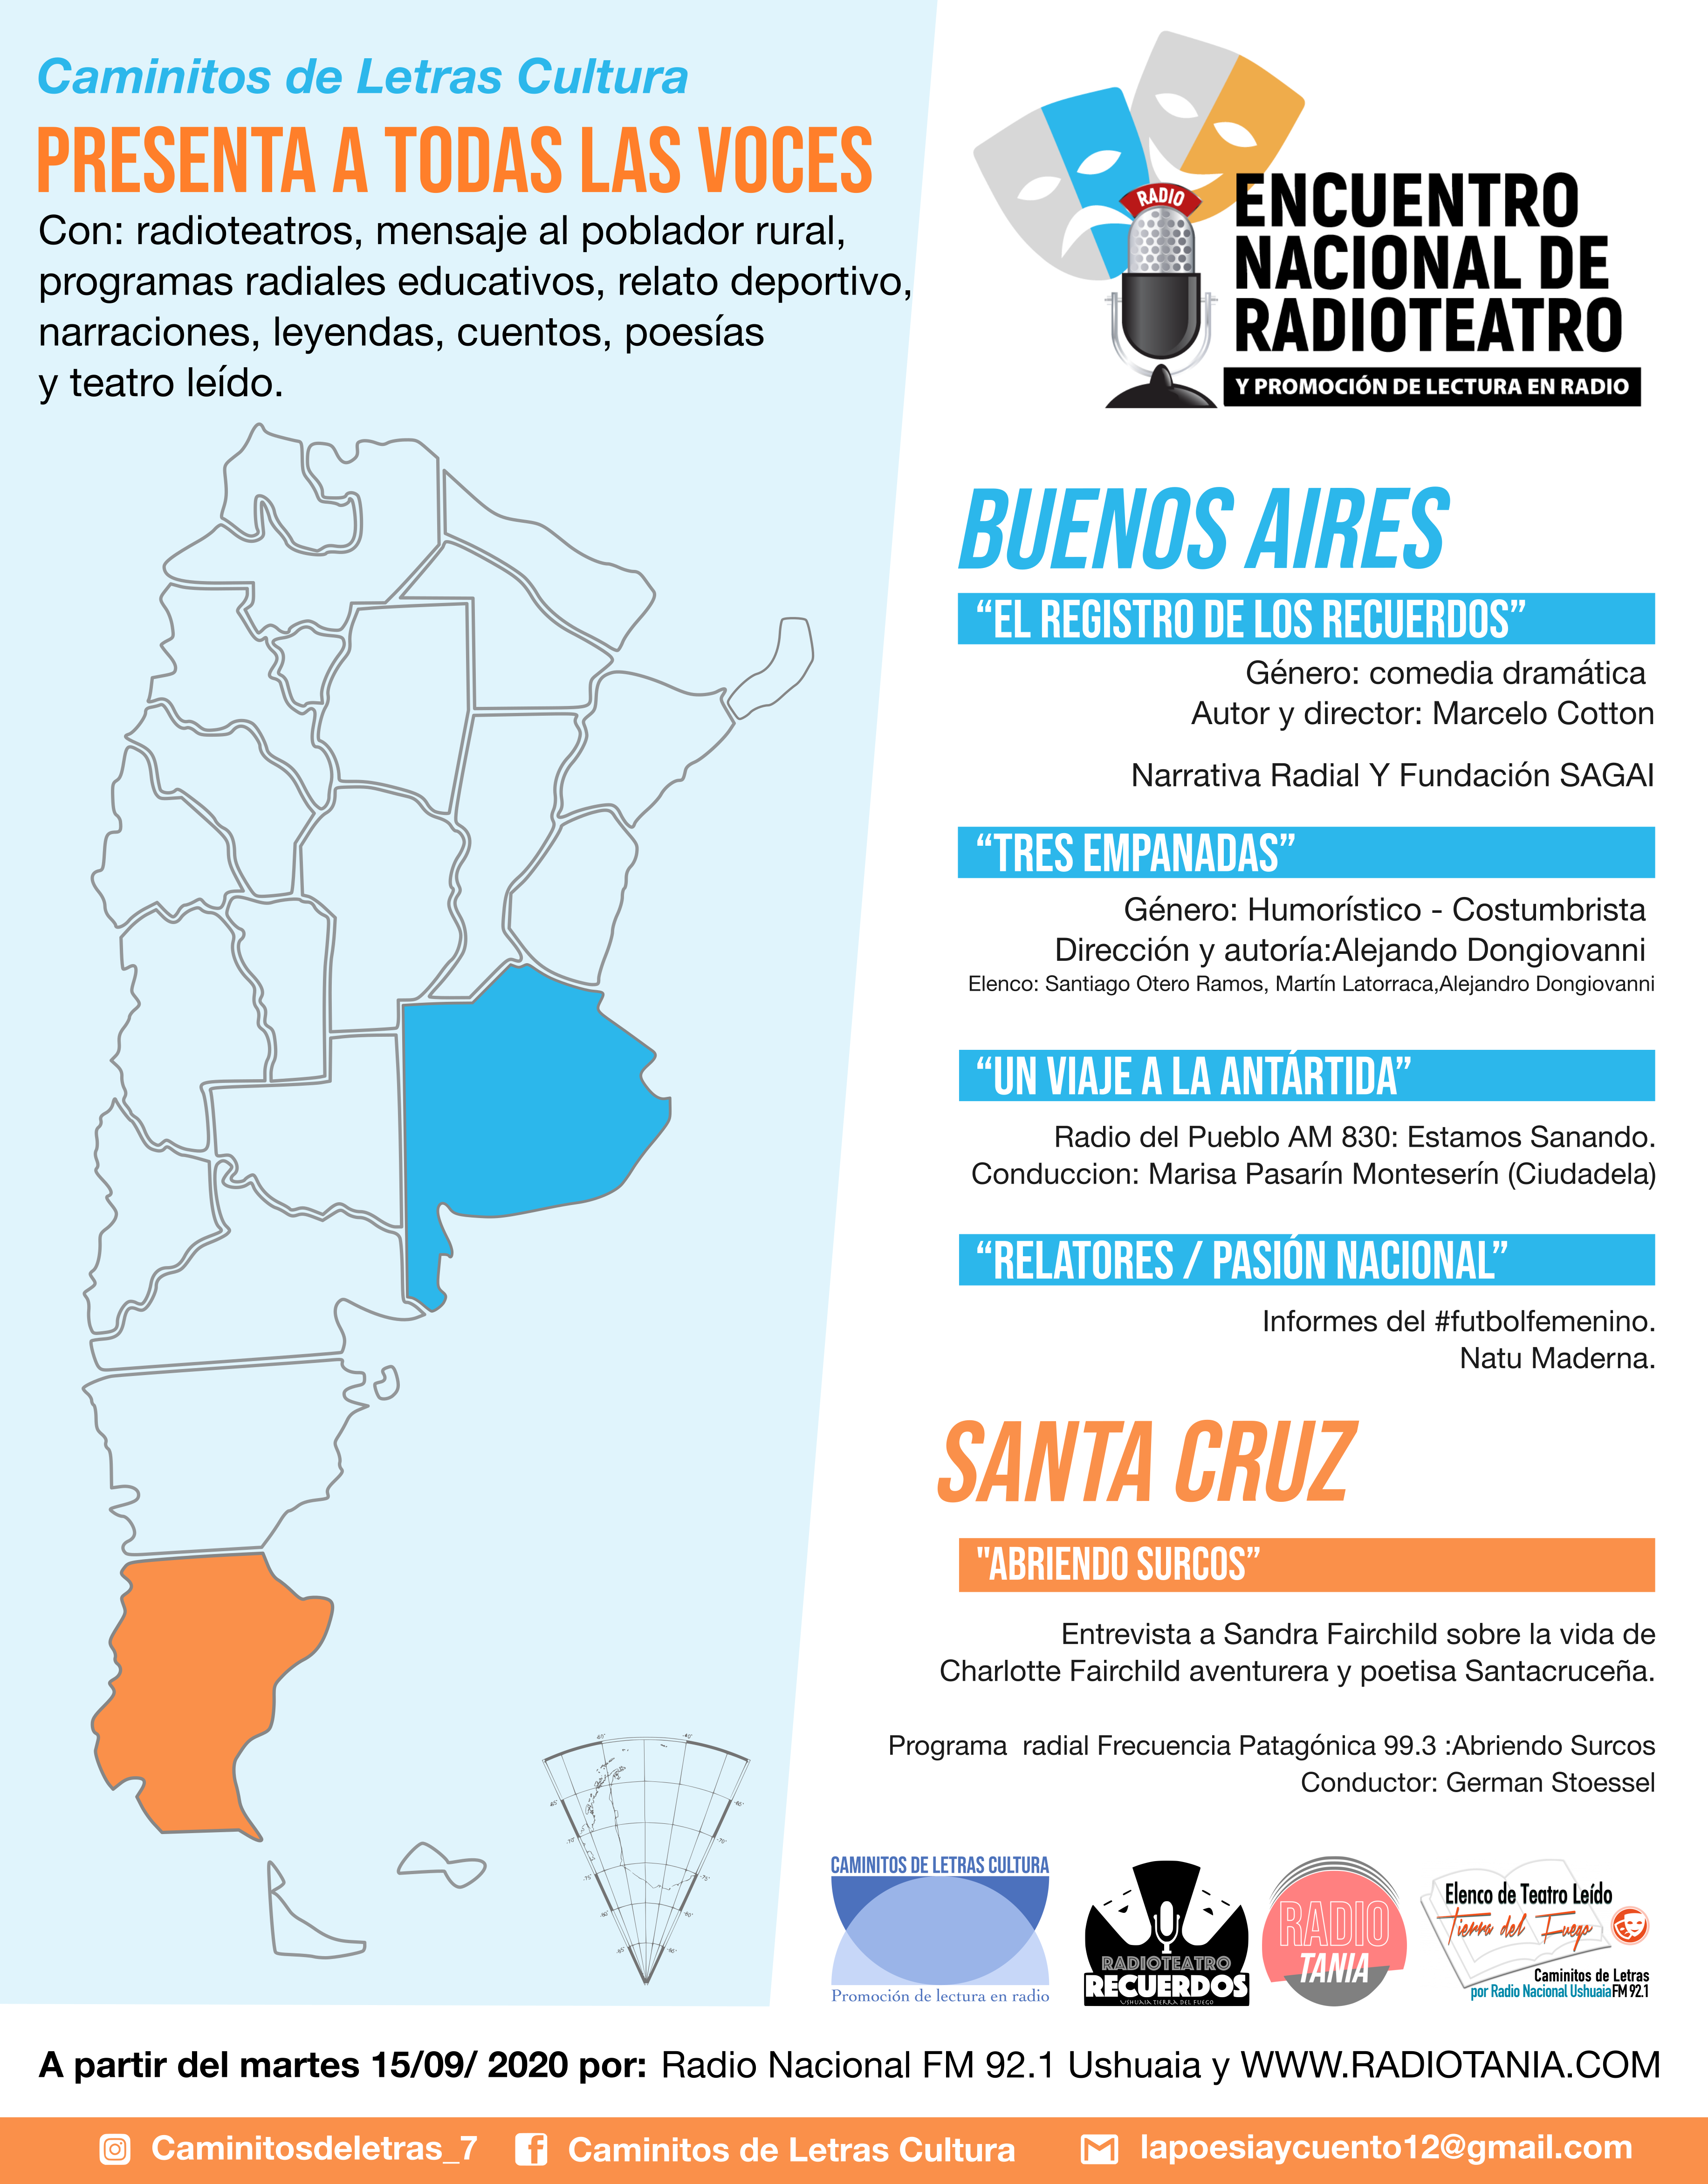 Caminitos de Letras Cultura
PRESENTA A TODAS LAS VOCES
Con: radioteatros, mensaje al poblador rural,
programas radiales educativos, relato deportivo,
narraciones, leyendas, cuentos, poesías
y teatro leído.
RADIO
ENCUENTRO
NACIONAL DE
RADIOTEATRO
Y PROMOCIÓN DE LECTURA EN RADIO
BUENOS AIRES
“EL REGISTRO DE LOS RECUERDOS”
Género: comedia dramática
Autor y director: Marcelo Cotton
Narrativa Radial Y Fundación SAGAI
“TRES EMPANADAS”
Género: Humorístico - Costumbrista
Dirección y autoría:Alejando Dongiovanni
Elenco: Santiago Otero Ramos, Martín Latorraca,Alejandro Dongiovanni
“UN VIAJE A LA ANTÁRTIDA”
Radio del Pueblo AM 830: Estamos Sanando.
Conduccion: Marisa Pasarín Monteserín (Ciudadela)
“RELATORES / PASIÓN NACIONAL”
Informes del #futbolfemenino.
Natu Maderna.
SANTA CRUZ
"ABRIENDO SURCOS”
Entrevista a Sandra Fairchild sobre la vida de
Charlotte Fairchild aventurera y poetisa Santacruceña.
Programa radial Frecuencia Patagónica 99.3 :Abriendo Surcos
Conductor: German Stoessel
CAMINITOS DE LETRAS CULTURA
Promoción de lectura en radio
RADIOTEATRO
RECUERDOS
USHUAIA TIERRA DEL FUEGO
RADIO
TANIA
Elenco de Teatro Leído
Tierra del Fuego
Caminitos de Letras
por Radio Nacional Ushuaia FM 92.1
A partir del martes 15/09/ 2020 por: Radio Nacional FM 92.1 Ushuaia y WWW.RADIOTANIA.COM
Caminitosdeletras_7
Caminitos de Letras Cultura
lapoesiaycuento12@gmail.com